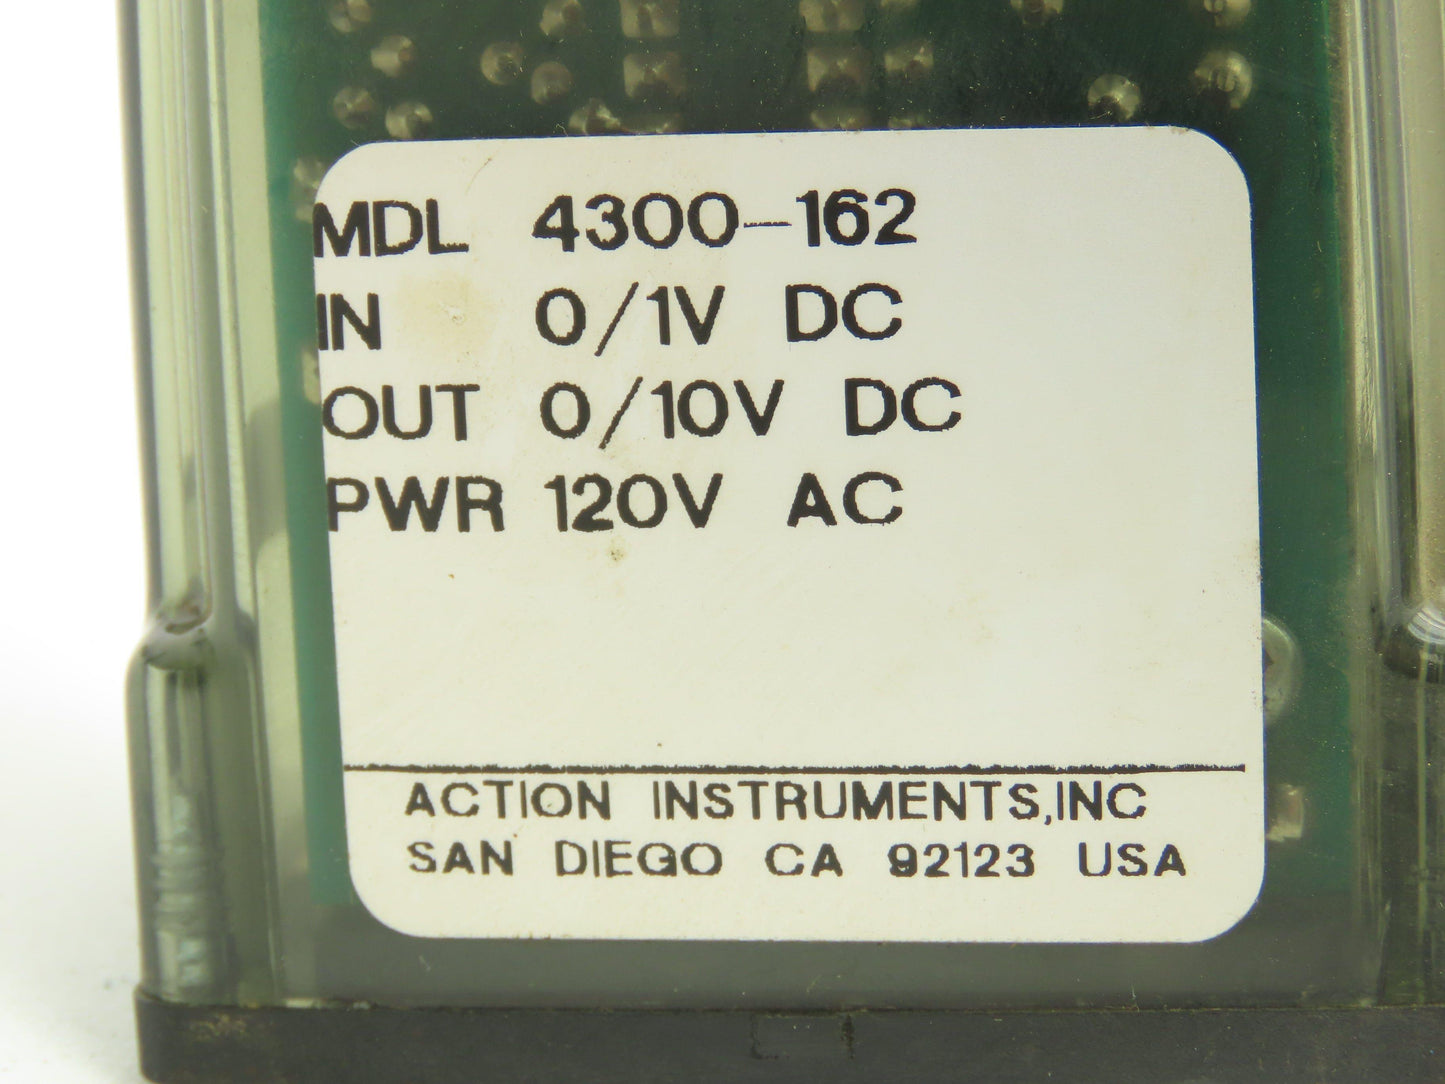 MDL 4300-162
IN 0/1V DC
OUT 0/10V DC
PWR 120V AC
ACTION INSTRUMENTS,INC
SAN DIEGO CA 92123 USA